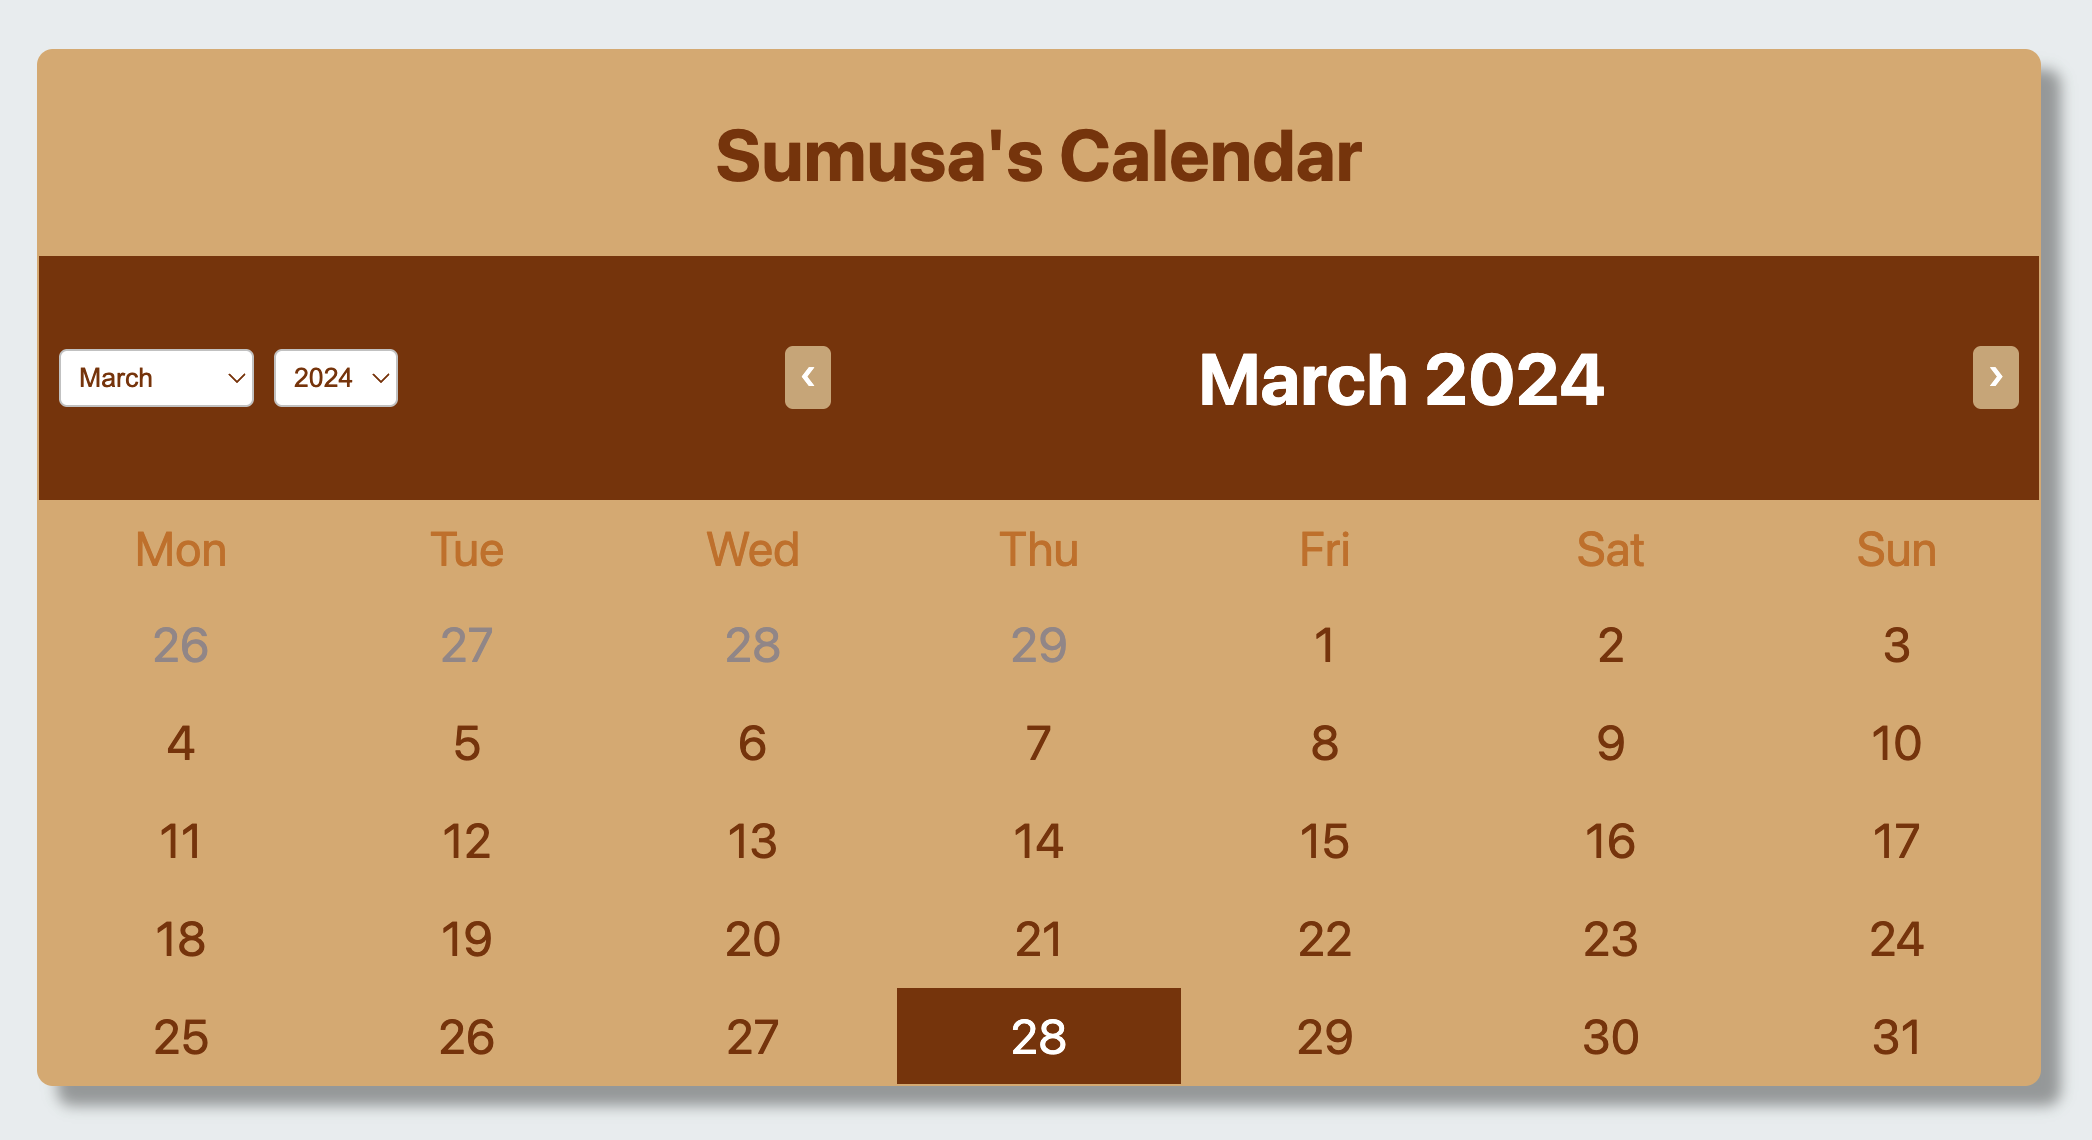 Sumusa's Calendar
March 2024 ‹ March 2024 ›
Mon Tue Wed Thu Fri Sat Sun
26 27 28 29 1 2 3
4 5 6 7 8 9 10
11 12 13 14 15 16 17
18 19 20 21 22 23 24
25 26 27 28 29 30 31